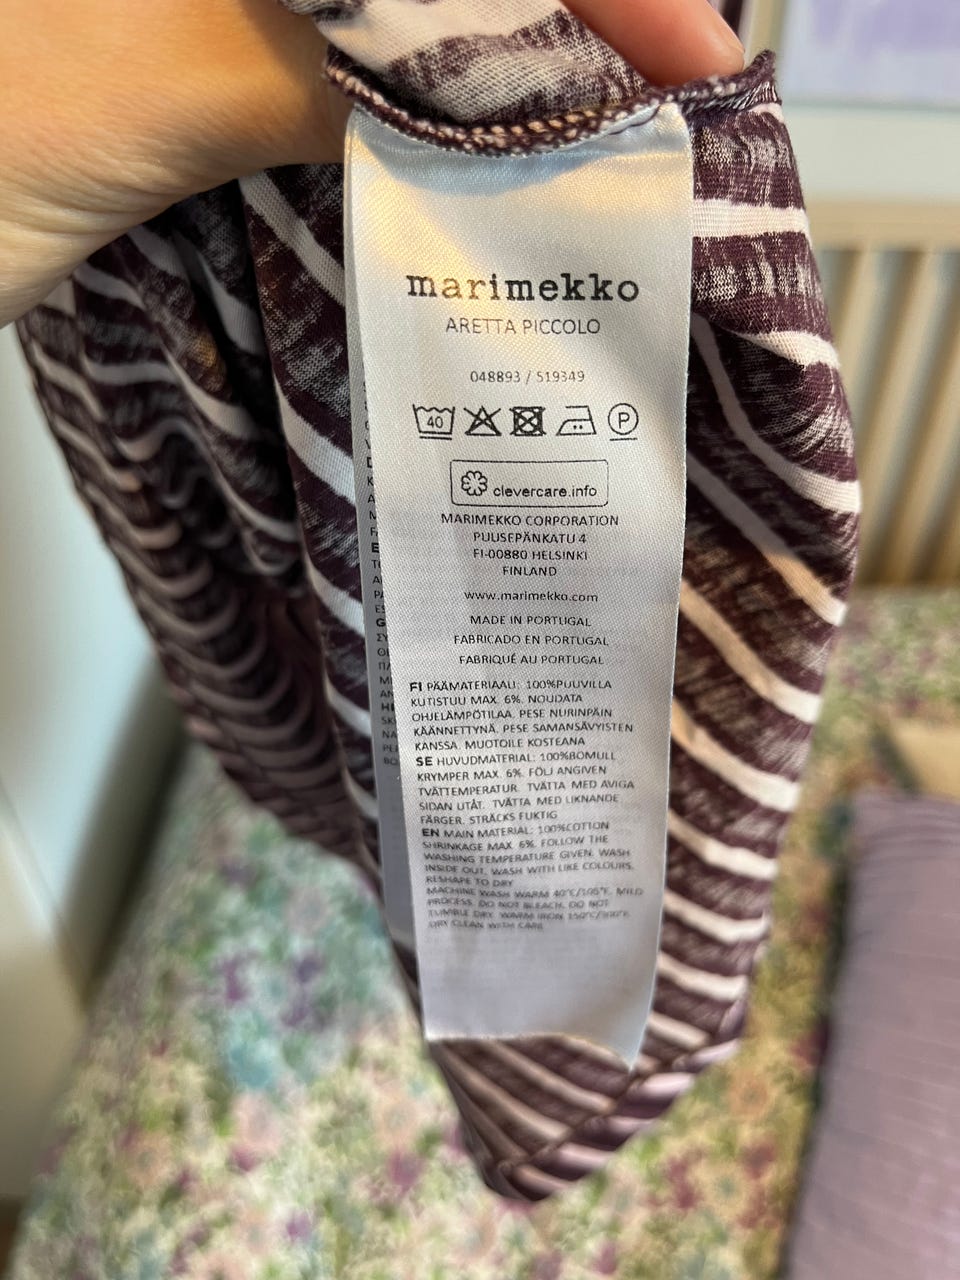 marimekko
ARETTA PICCOLO
048893 / 519349
40
P
clevercare.info
MARIMEKKO CORPORATION
PUUSEPÄNKATU 4
FI-00880 HELSINKI
FINLAND
www.marimekko.com
MADE IN PORTUGAL
FABRICADO EN PORTUGAL
FABRIQUÉ AU PORTUGAL
FI PÄÄMATERIAALI: 100%PUUVILLA
KUTISTUU MAX. 6%. NOUDATA
OHJELÄMPÖTILAA. PESE NURINPÄIN
KÄÄNNETTYNÄ. PESE SAMANSÄVYISTEN
KANSSA. MUOTOILE KOSTEANA
SE HUVUDMATERIAL: 100%BOMULL
KRYMPER MAX. 6%. FÖLJ ANGIVEN
TVÄTTEMPERATUR. TVÄTTA MED AVIGA
SIDAN UTÅT. TVÄTTA MED LIKNANDE
FÄRGER. STRÄCKS FUKTIG
EN MAIN MATERIAL: 100%COTTON
SHRINKAGE MAX. 6%. FOLLOW THE
WASHING TEMPERATURE GIVEN. WASH
INSIDE OUT. WASH WITH LIKE COLOURS.
RESHAPE TO DRY
MACHINE WASH WARM 40°C/105°F, MILD
PROCESS. DO NOT BLEACH. DO NOT
TUMBLE DRY. WARM IRON 150°C/300°F.
DRY CLEAN WITH CARE